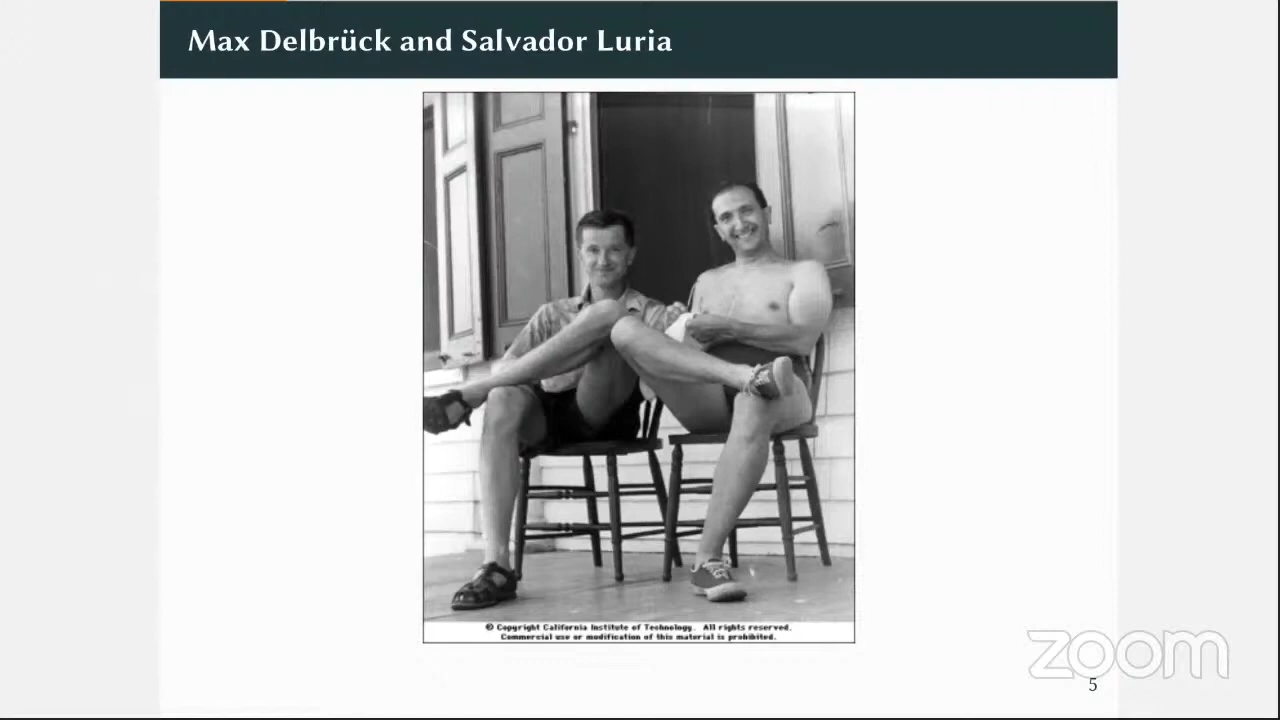 Max Delbrück and Salvador Luria
© Copyright California Institute of Technology. All rights reserved.
Commercial use or modification of this material is prohibited.
zoom
5